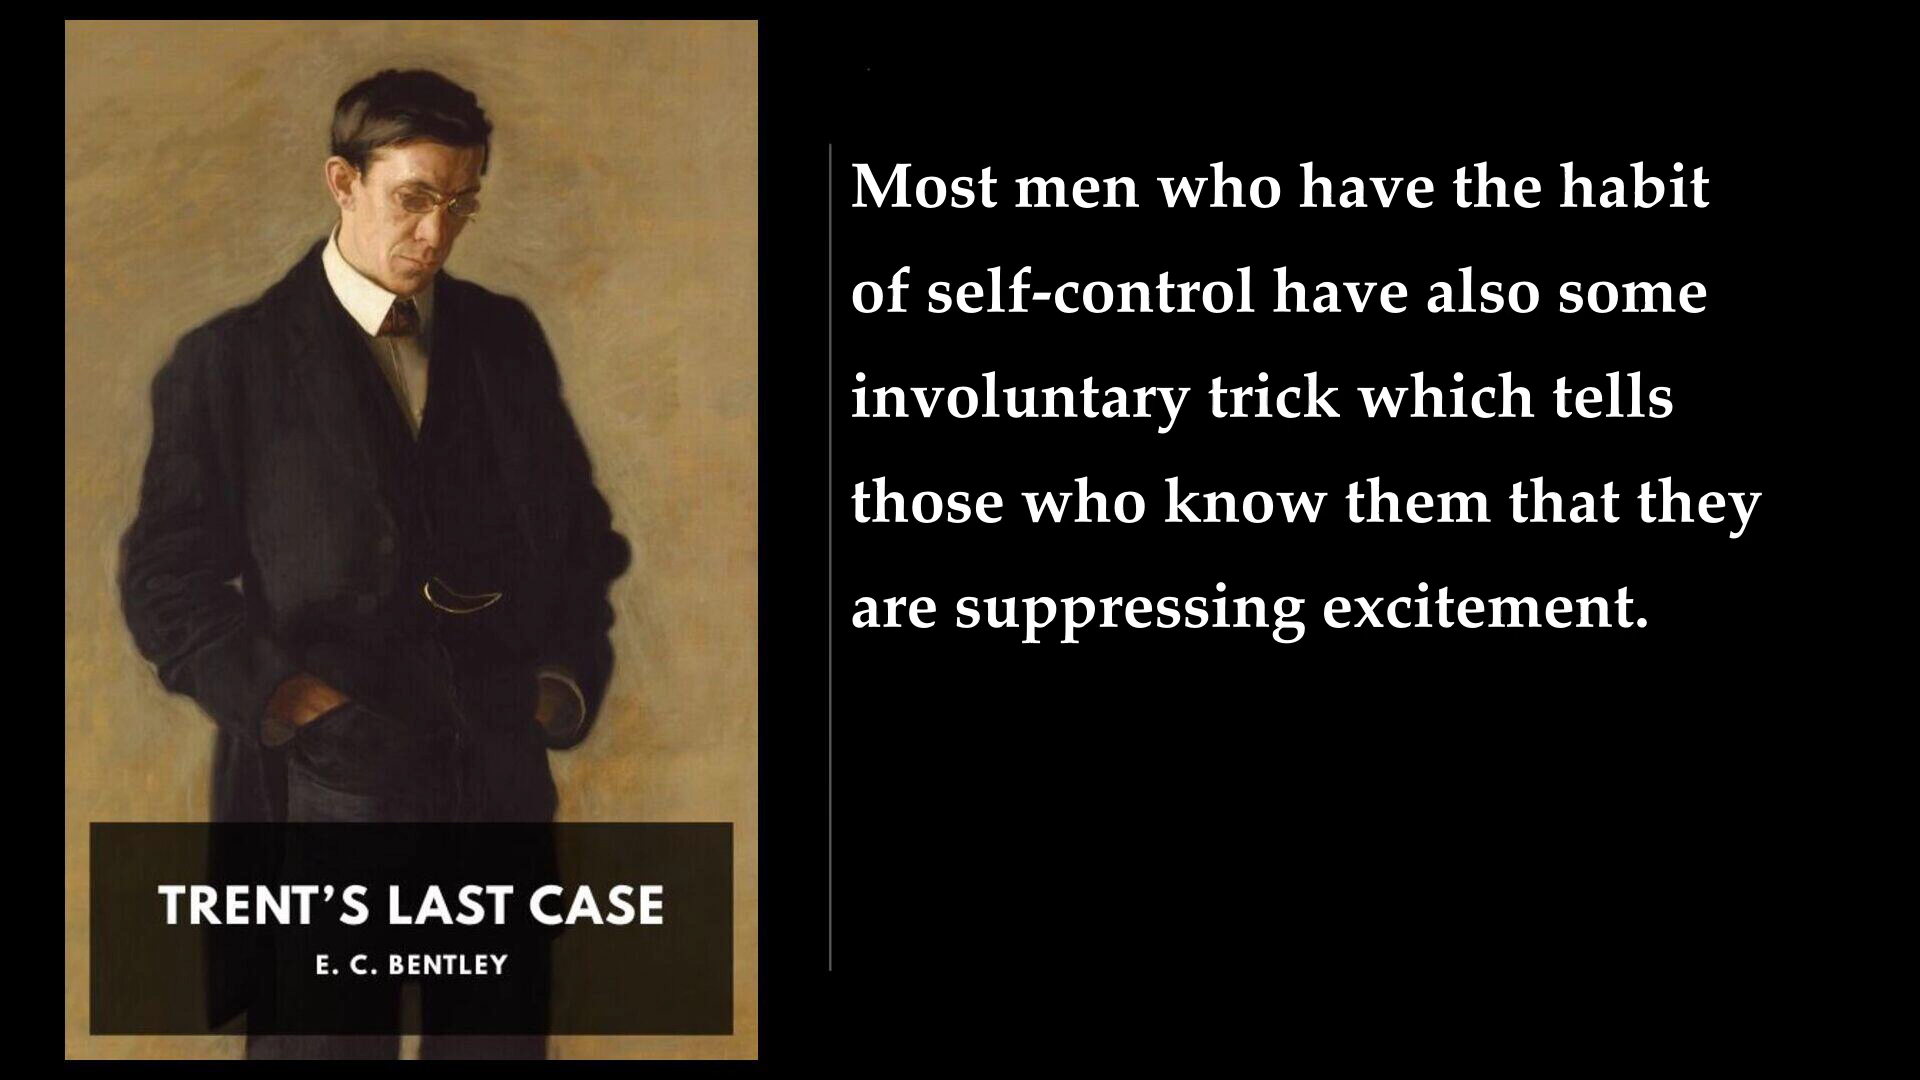 Most men who have the habit
of self-control have also some
involuntary trick which tells
those who know them that they
are suppressing excitement.
TRENT’S LAST CASE
E. C. BENTLEY